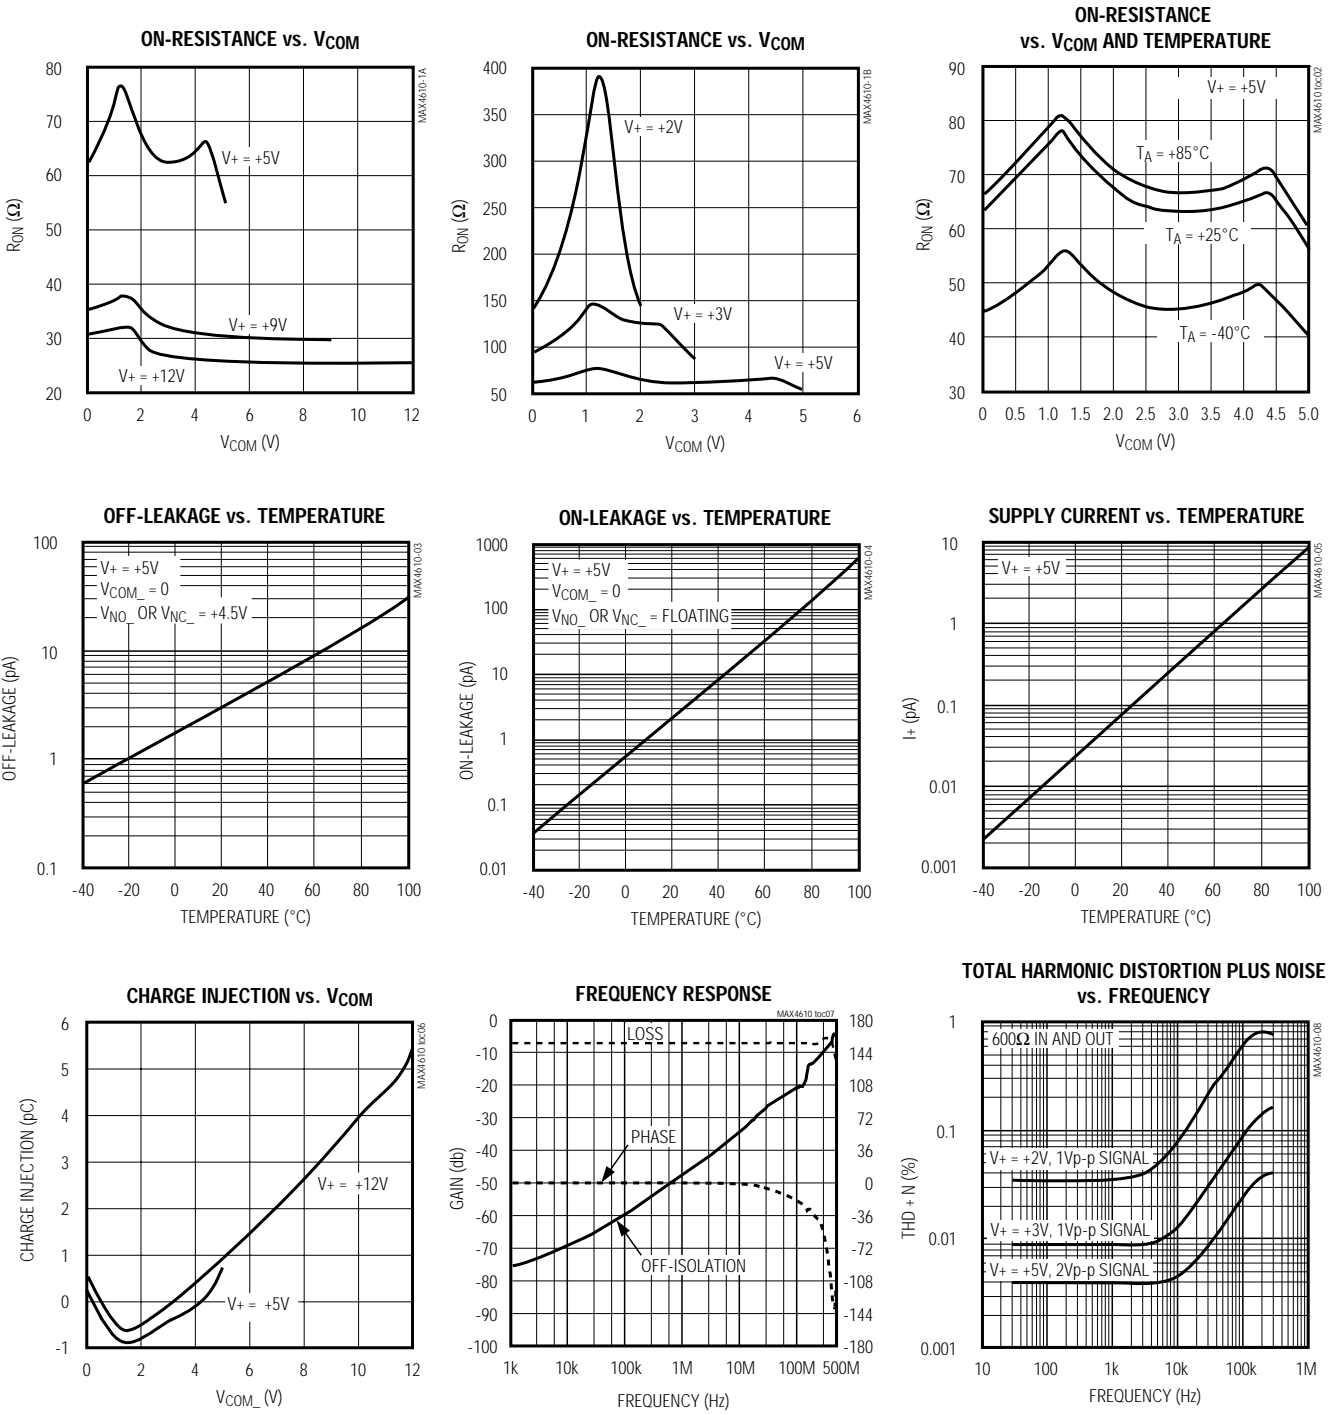 ON-RESISTANCE vs. VCOM
80
70
60
50
40
30
20
RON (Ω)
V+ = +5V
V+ = +9V
V+ = +12V
0 2 4 6 8 10 12
VCOM (V)
MAX4610-1A
ON-RESISTANCE vs. VCOM
400
350
300
250
200
150
100
50
RON (Ω)
V+ = +2V
V+ = +3V
V+ = +5V
0 1 2 3 4 5 6
VCOM (V)
MAX4610-1B
ON-RESISTANCE
vs. VCOM AND TEMPERATURE
90
80
70
60
50
40
30
RON (Ω)
V+ = +5V
TA = +85°C
TA = +25°C
TA = -40°C
0 0.5 1.0 1.5 2.0 2.5 3.0 3.5 4.0 4.5 5.0
VCOM (V)
MAX4610 toc02
OFF-LEAKAGE vs. TEMPERATURE
100
10
1
0.1
OFF-LEAKAGE (pA)
V+ = +5V
VCOM_ = 0
VNO_ OR VNC_ = +4.5V
-40 -20 0 20 40 60 80 100
TEMPERATURE (°C)
MAX4610-03
ON-LEAKAGE vs. TEMPERATURE
1000
100
10
1
0.1
0.01
ON-LEAKAGE (pA)
V+ = +5V
VCOM_ = 0
VNO_ OR VNC_ = FLOATING
-40 -20 0 20 40 60 80 100
TEMPERATURE (°C)
MAX4610-04
SUPPLY CURRENT vs. TEMPERATURE
10
1
0.1
0.01
0.001
I+ (pA)
V+ = +5V
-40 -20 0 20 40 60 80 100
TEMPERATURE (°C)
MAX4610-05
CHARGE INJECTION vs. VCOM
6
5
4
3
2
1
0
-1
CHARGE INJECTION (pC)
V+ = +12V
V+ = +5V
0 2 4 6 8 10 12
VCOM_ (V)
MAX4610 toc06
FREQUENCY RESPONSE
MAX4610 toc07
0
-10
-20
-30
-40
-50
-60
-70
-80
-90
-100
GAIN (db)
LOSS
PHASE
OFF-ISOLATION
180
144
108
72
36
0
-36
-72
-108
-144
-180
1k 10k 100k 1M 10M 100M 500M
FREQUENCY (Hz)
TOTAL HARMONIC DISTORTION PLUS NOISE
vs. FREQUENCY
1
0.1
0.01
0.001
THD + N (%)
600Ω IN AND OUT
V+ = +2V, 1Vp-p SIGNAL
V+ = +3V, 1Vp-p SIGNAL
V+ = +5V, 2Vp-p SIGNAL
10 100 1k 10k 100k 1M
FREQUENCY (Hz)
MAX4610-08